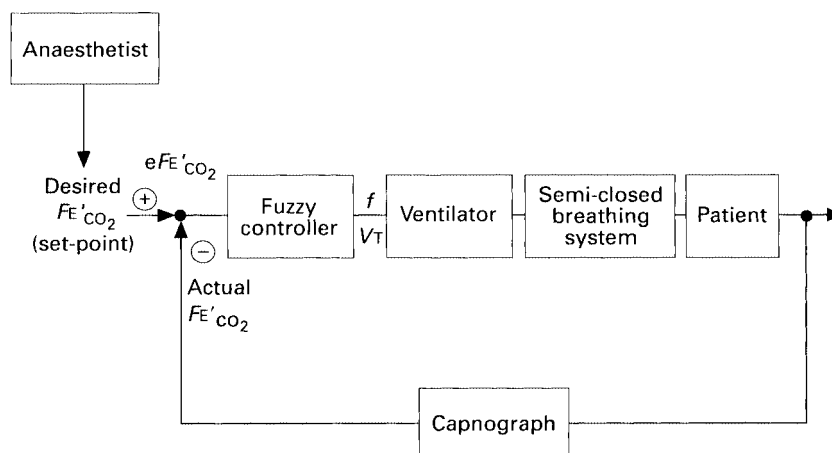 Anaesthetist
eFE′CO₂
Desired
FE′CO₂
(set-point)
+
−
Actual
FE′CO₂
Fuzzy
controller
f
VT
Ventilator
Semi-closed
breathing
system
Patient
Capnograph